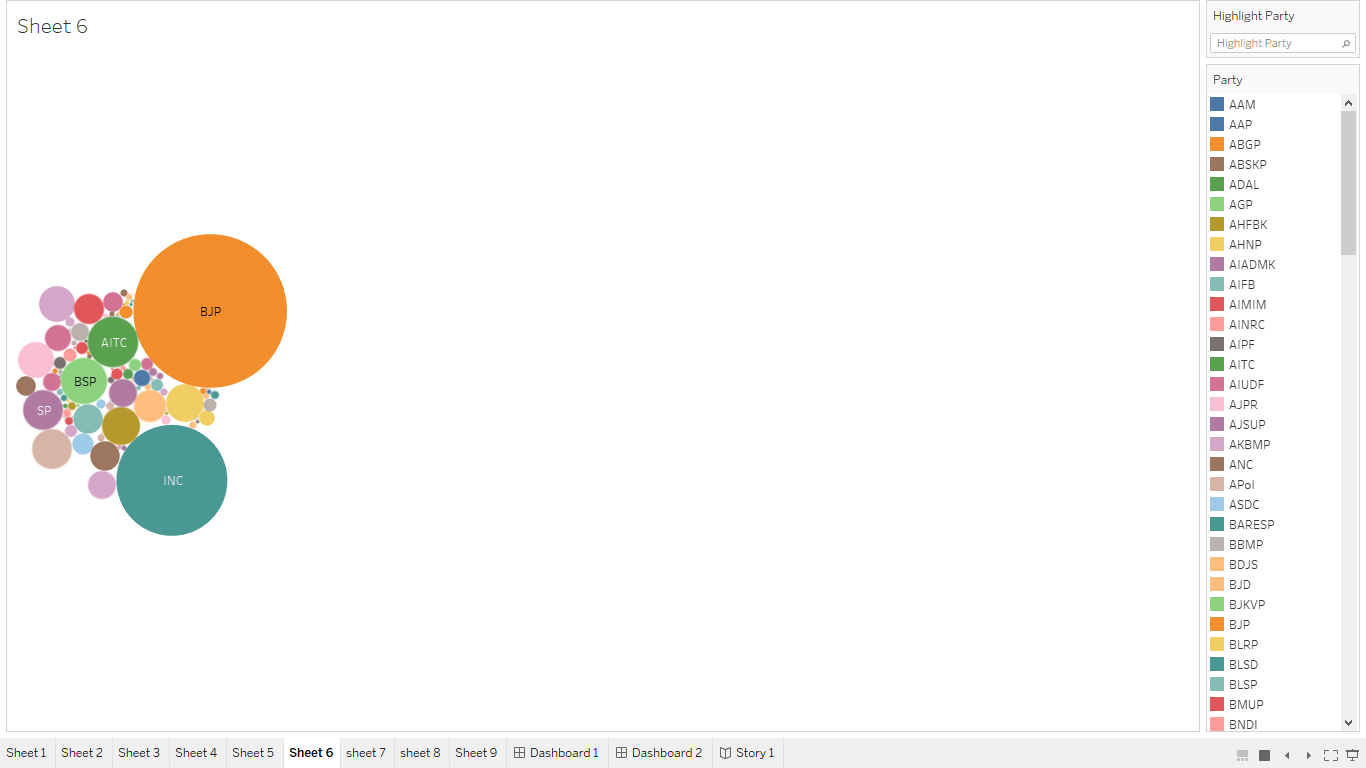 Sheet 6
BJP
AITC
BSP
SP
INC
Highlight Party
Highlight Party
Party
AAM
AAP
ABGP
ABSKP
ADAL
AGP
AHFBK
AHNP
AIADMK
AIFB
AIMIM
AINRC
AIPF
AITC
AIUDF
AJPR
AJSUP
AKBMP
ANC
APoI
ASDC
BARESP
BBMP
BDJS
BJD
BJKVP
BJP
BLRP
BLSD
BLSP
BMUP
BNDI
Sheet 1 Sheet 2 Sheet 3 Sheet 4 Sheet 5 Sheet 6 sheet 7 sheet 8 Sheet 9 Dashboard 1 Dashboard 2 Story 1